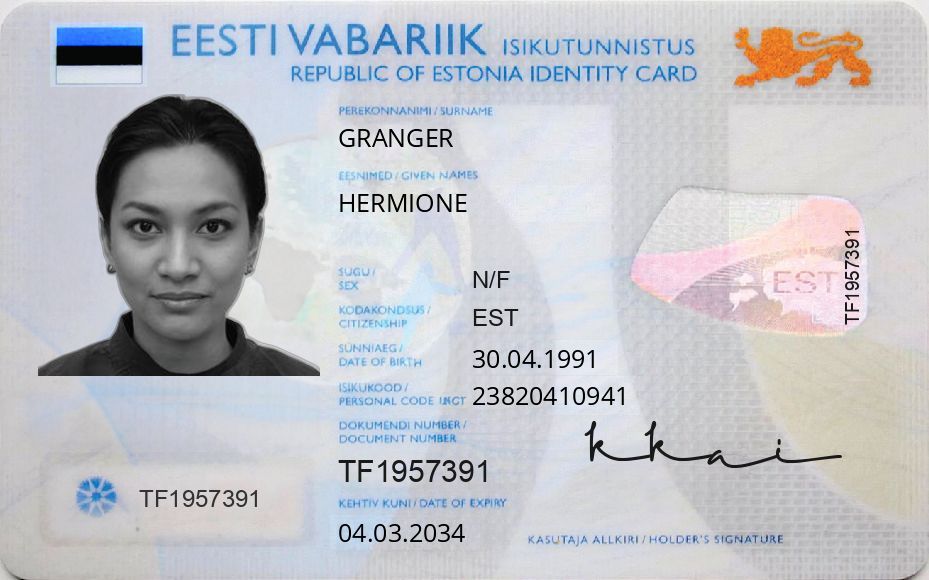 EESTI VABARIIK ISIKUTUNNISTUS
REPUBLIC OF ESTONIA IDENTITY CARD
PEREKONNANIMI / SURNAME
GRANGER
EESNIMED / GIVEN NAMES
HERMIONE
SUGU /
SEX
N/F
KODAKONDSUS /
CITIZENSHIP
EST
SÜNNIAEG /
DATE OF BIRTH
30.04.1991
ISIKUKOOD /
PERSONAL CODE
23820410941
DOKUMENDI NUMBER /
DOCUMENT NUMBER
TF1957391
KEHTIV KUNI / DATE OF EXPIRY
04.03.2034
TF1957391
EST
TF1957391
kkai
KASUTAJA ALLKIRI / HOLDER'S SIGNATURE